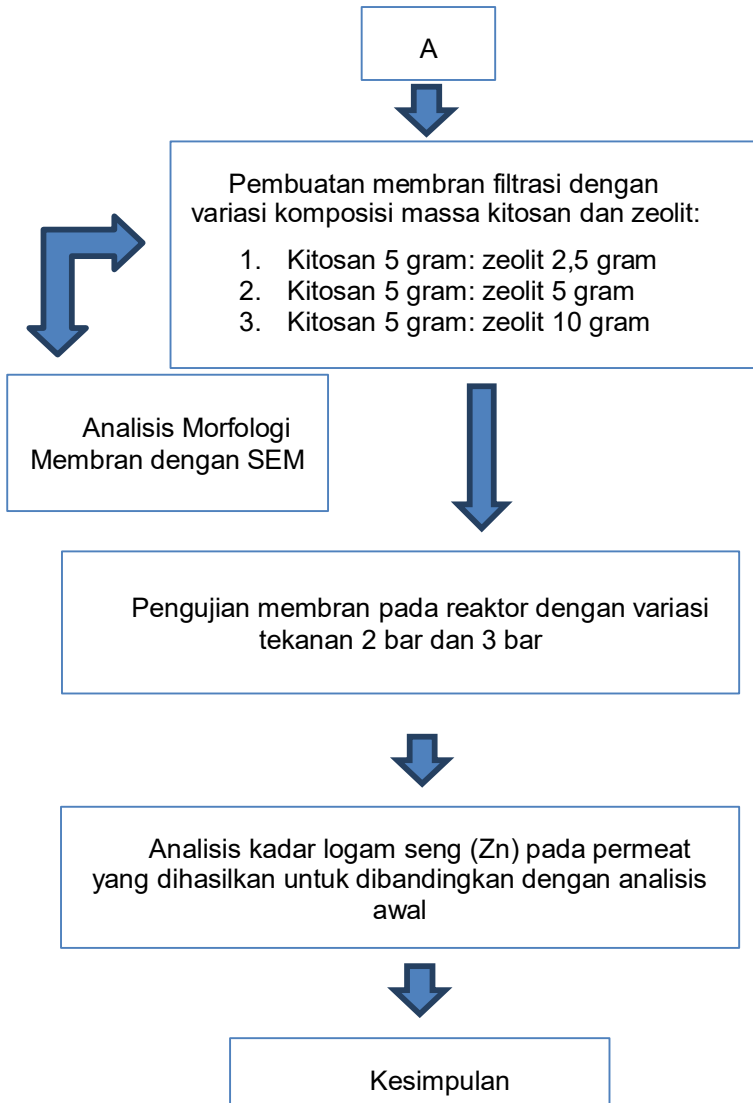 A
Pembuatan membran filtrasi dengan
variasi komposisi massa kitosan dan zeolit:
1. Kitosan 5 gram: zeolit 2,5 gram
2. Kitosan 5 gram: zeolit 5 gram
3. Kitosan 5 gram: zeolit 10 gram
Analisis Morfologi
Membran dengan SEM
Pengujian membran pada reaktor dengan variasi
tekanan 2 bar dan 3 bar
Analisis kadar logam seng (Zn) pada permeat
yang dihasilkan untuk dibandingkan dengan analisis
awal
Kesimpulan